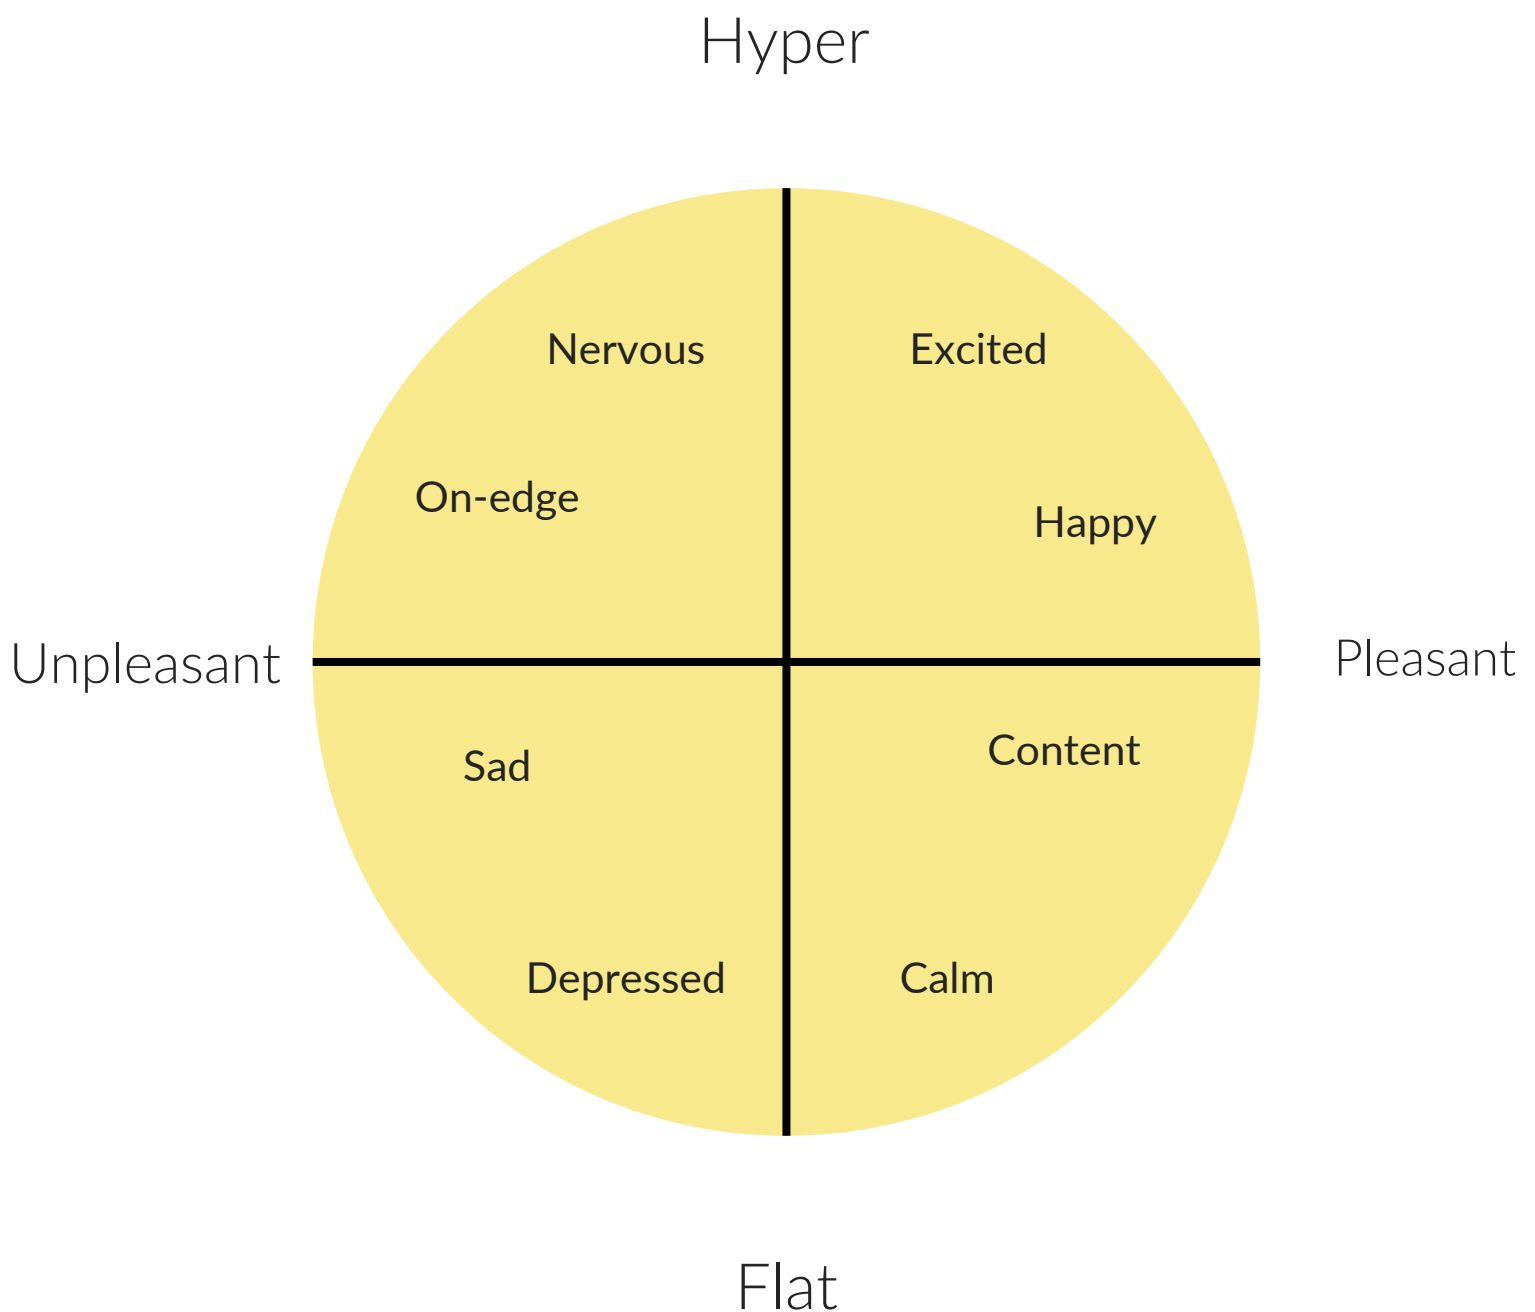 Hyper
Nervous
Excited
On-edge
Happy
Unpleasant
Pleasant
Sad
Content
Depressed
Calm
Flat